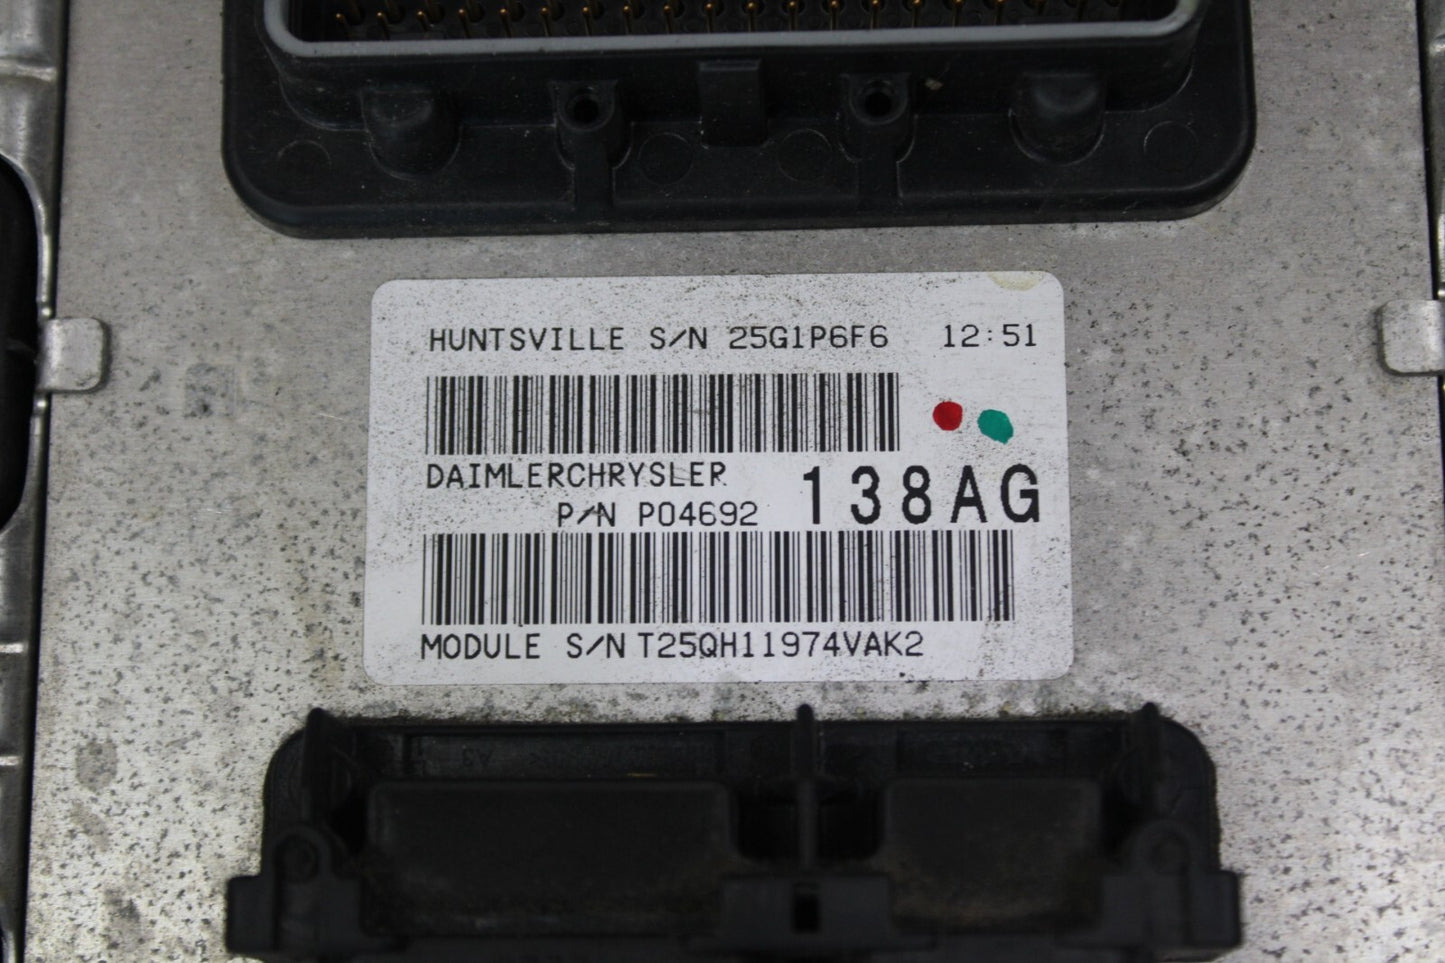 HUNTSVILLE S/N 25G1P6F6 12:51
DAIMLERCHRYSLER
P/N P04692 138AG
MODULE S/N T25QH11974VAK2